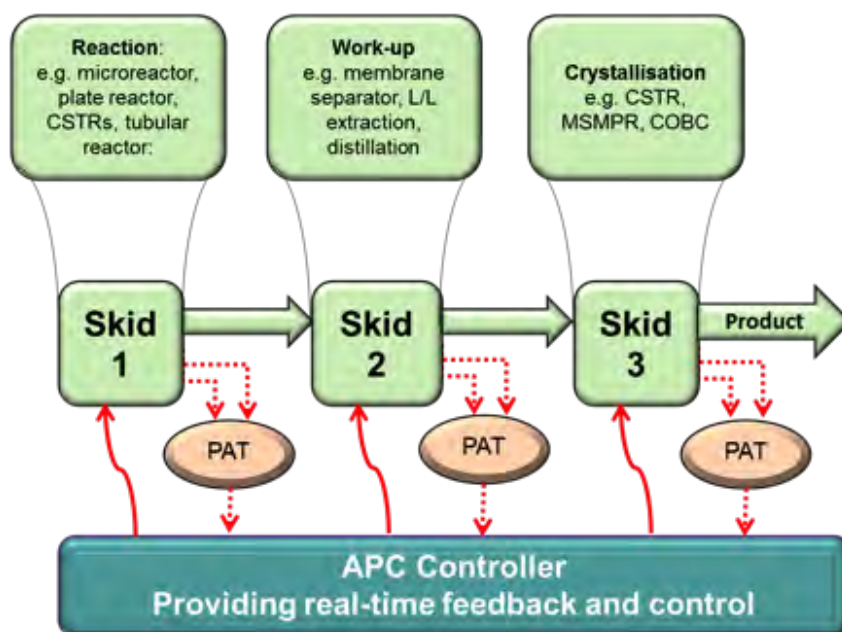 Reaction:
e.g. microreactor,
plate reactor,
CSTRs, tubular
reactor:
Work-up
e.g. membrane
separator, L/L
extraction,
distillation
Crystallisation
e.g. CSTR,
MSMPR, COBC
Skid
1
Skid
2
Skid
3
Product
PAT
PAT
PAT
APC Controller
Providing real-time feedback and control